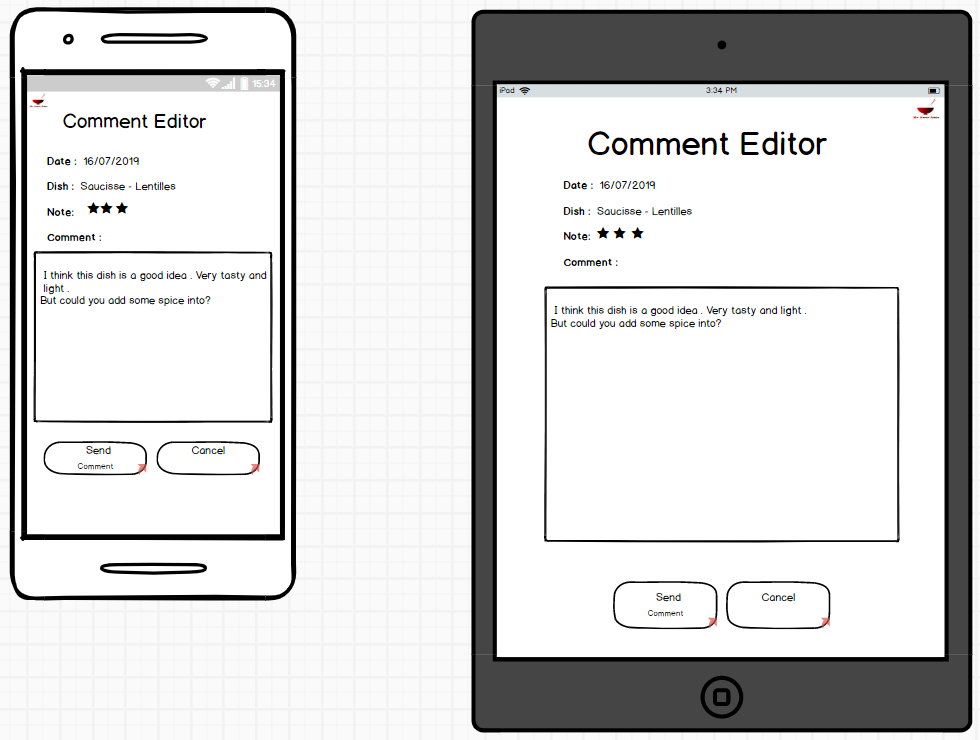 15:34
Comment Editor
Date : 16/07/2019
Dish : Saucisse - Lentilles
Note:
Comment :
I think this dish is a good idea . Very tasty and
light .
But could you add some spice into?
Send
Comment
Cancel
iPod
3:34 PM
Comment Editor
Date : 16/07/2019
Dish : Saucisse - Lentilles
Note:
Comment :
I think this dish is a good idea . Very tasty and light .
But could you add some spice into?
Send
Comment
Cancel